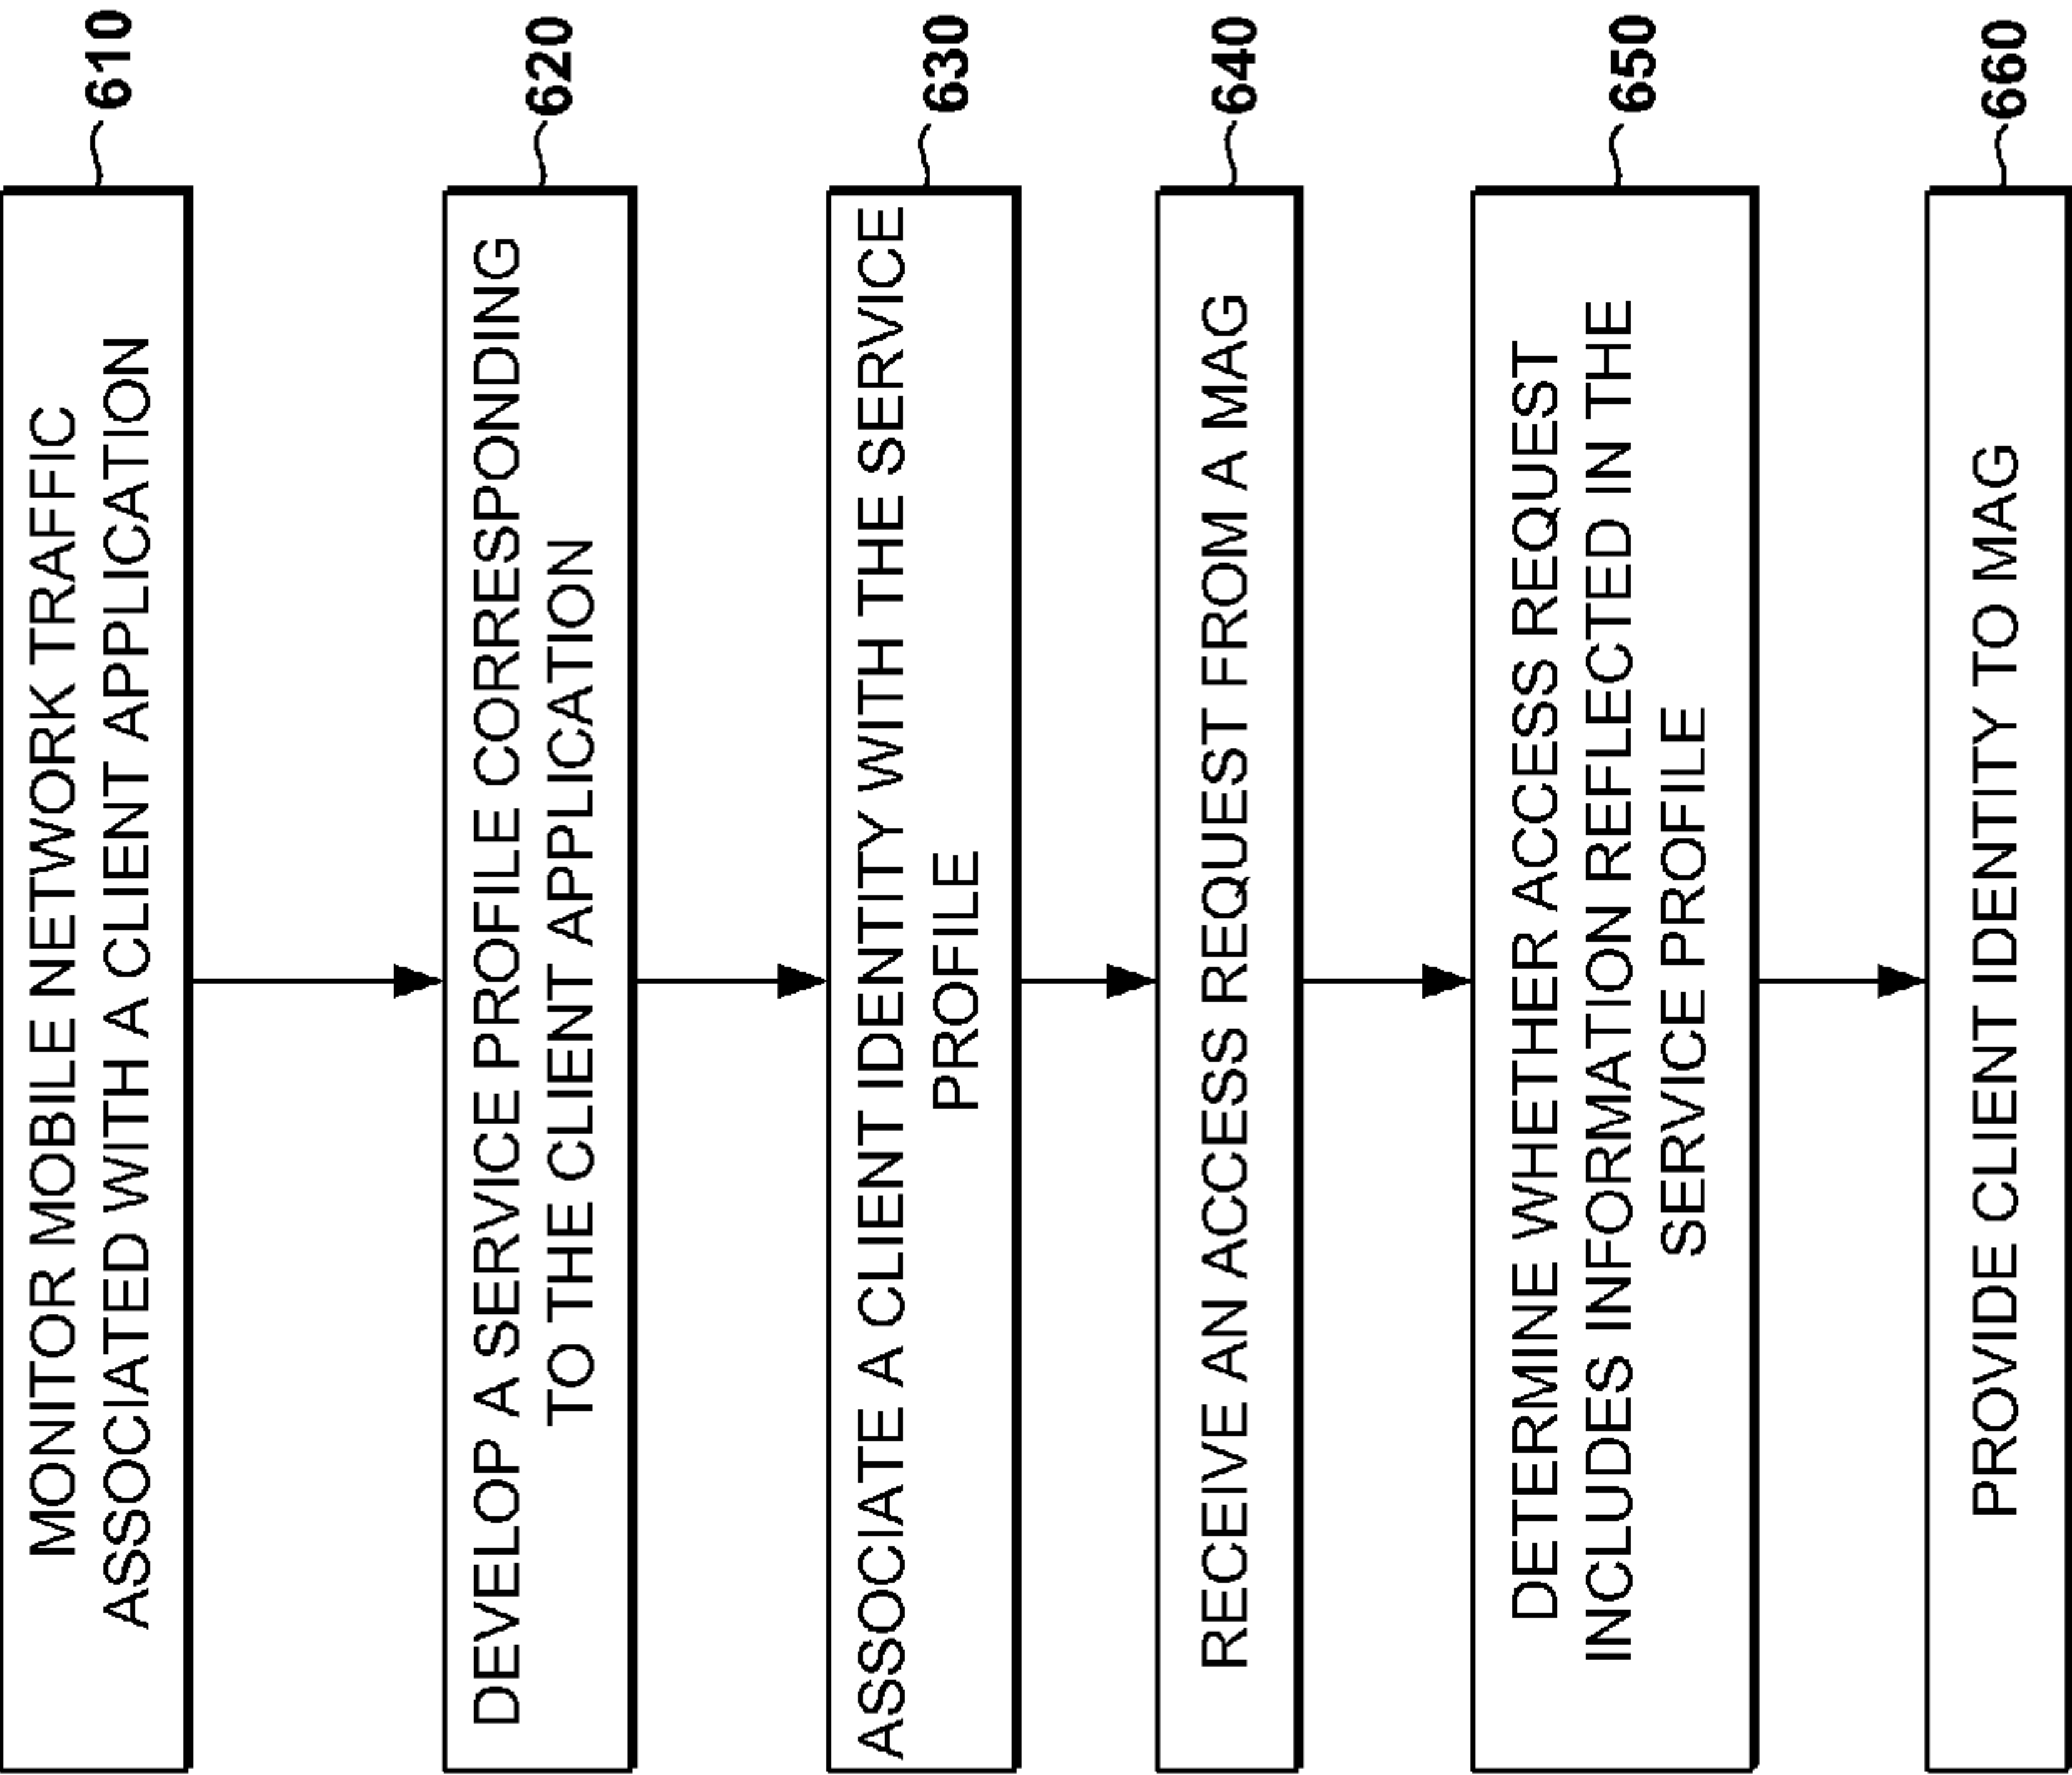 MONITOR MOBILE NETWORK TRAFFIC
ASSOCIATED WITH A CLIENT APPLICATION
610
DEVELOP A SERVICE PROFILE CORRESPONDING
TO THE CLIENT APPLICATION
620
ASSOCIATE A CLIENT IDENTITY WITH THE SERVICE
PROFILE
630
RECEIVE AN ACCESS REQUEST FROM A MAG
640
DETERMINE WHETHER ACCESS REQUEST
INCLUDES INFORMATION REFLECTED IN THE
SERVICE PROFILE
650
PROVIDE CLIENT IDENTITY TO MAG
660